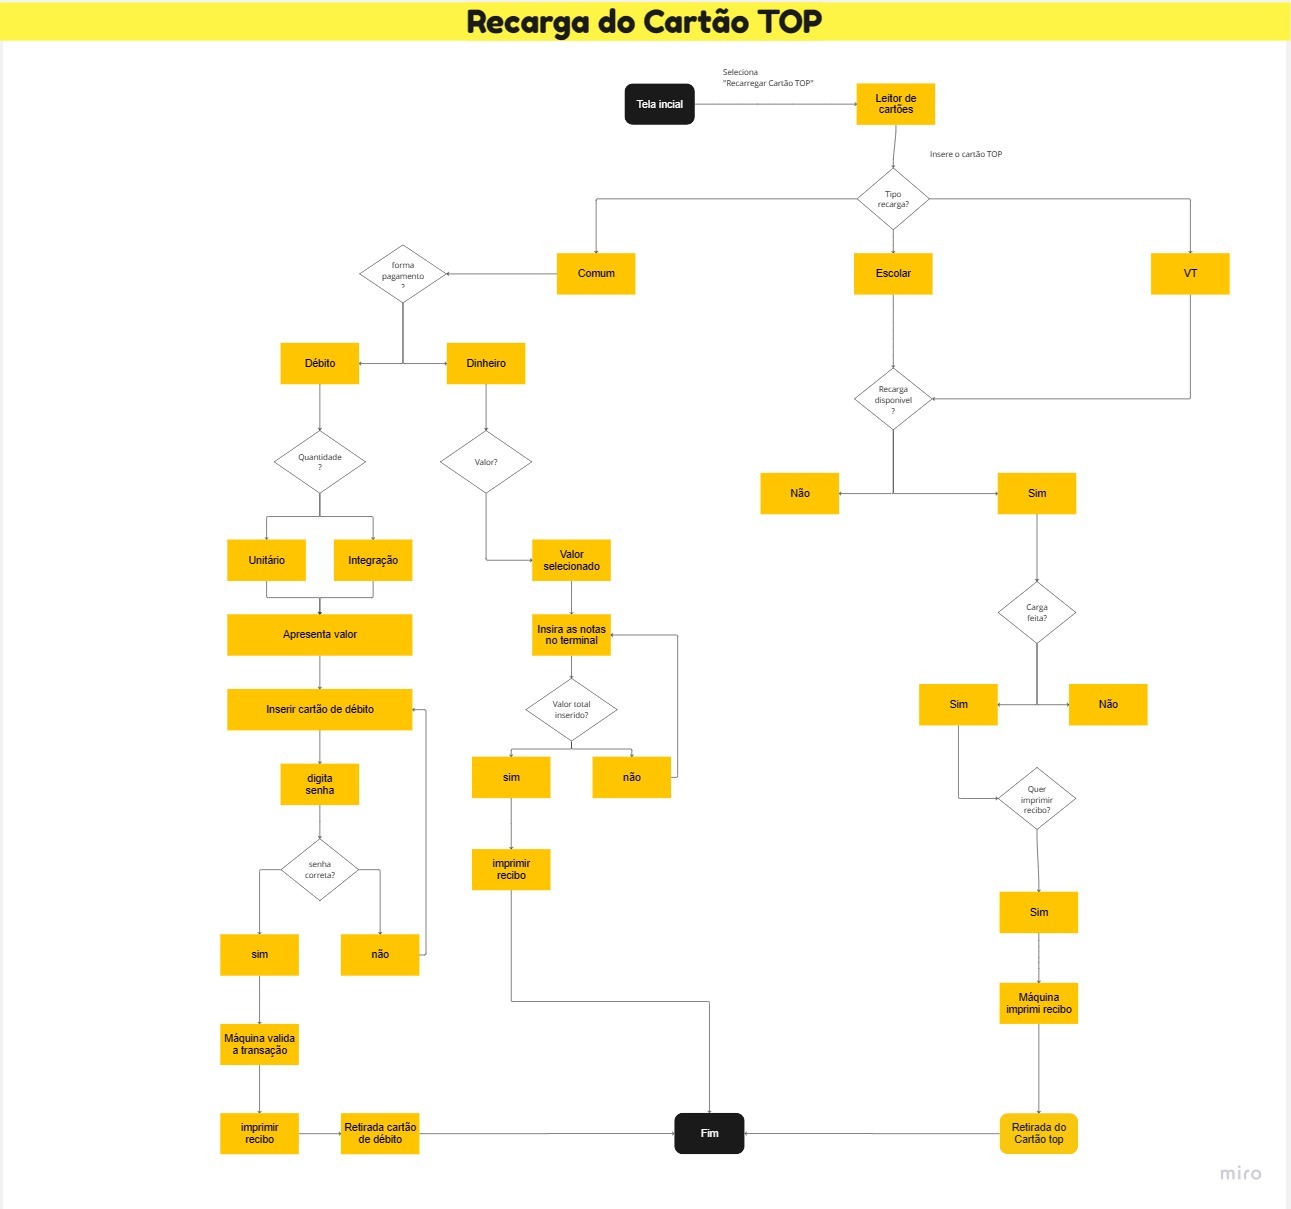 Recarga do Cartão TOP
Seleciona
"Recarregar Cartão TOP"
Tela incial
Leitor de
cartões
Insere o cartão TOP
Tipo
recarga?
forma
pagamento
?
Comum
Escolar
VT
Débito
Dinheiro
Recarga
disponivel
?
Quantidade
?
Valor?
Não
Sim
Unitário
Integração
Valor
selecionado
Carga
feita?
Apresenta valor
Insira as notas
no terminal
Inserir cartão de débito
Valor total
inserido?
Sim
Não
digita
senha
sim
não
Quer
imprimir
recibo?
senha
correta?
imprimir
recibo
Sim
sim
não
Máquina
imprimi recibo
Máquina valida
a transação
imprimir
recibo
Retirada cartão
de débito
Fim
Retirada do
Cartão top
miro